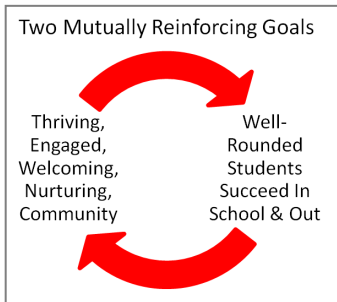 Two Mutually Reinforcing Goals
Thriving,
Engaged,
Welcoming,
Nurturing,
Community
Well-
Rounded
Students
Succeed In
School & Out